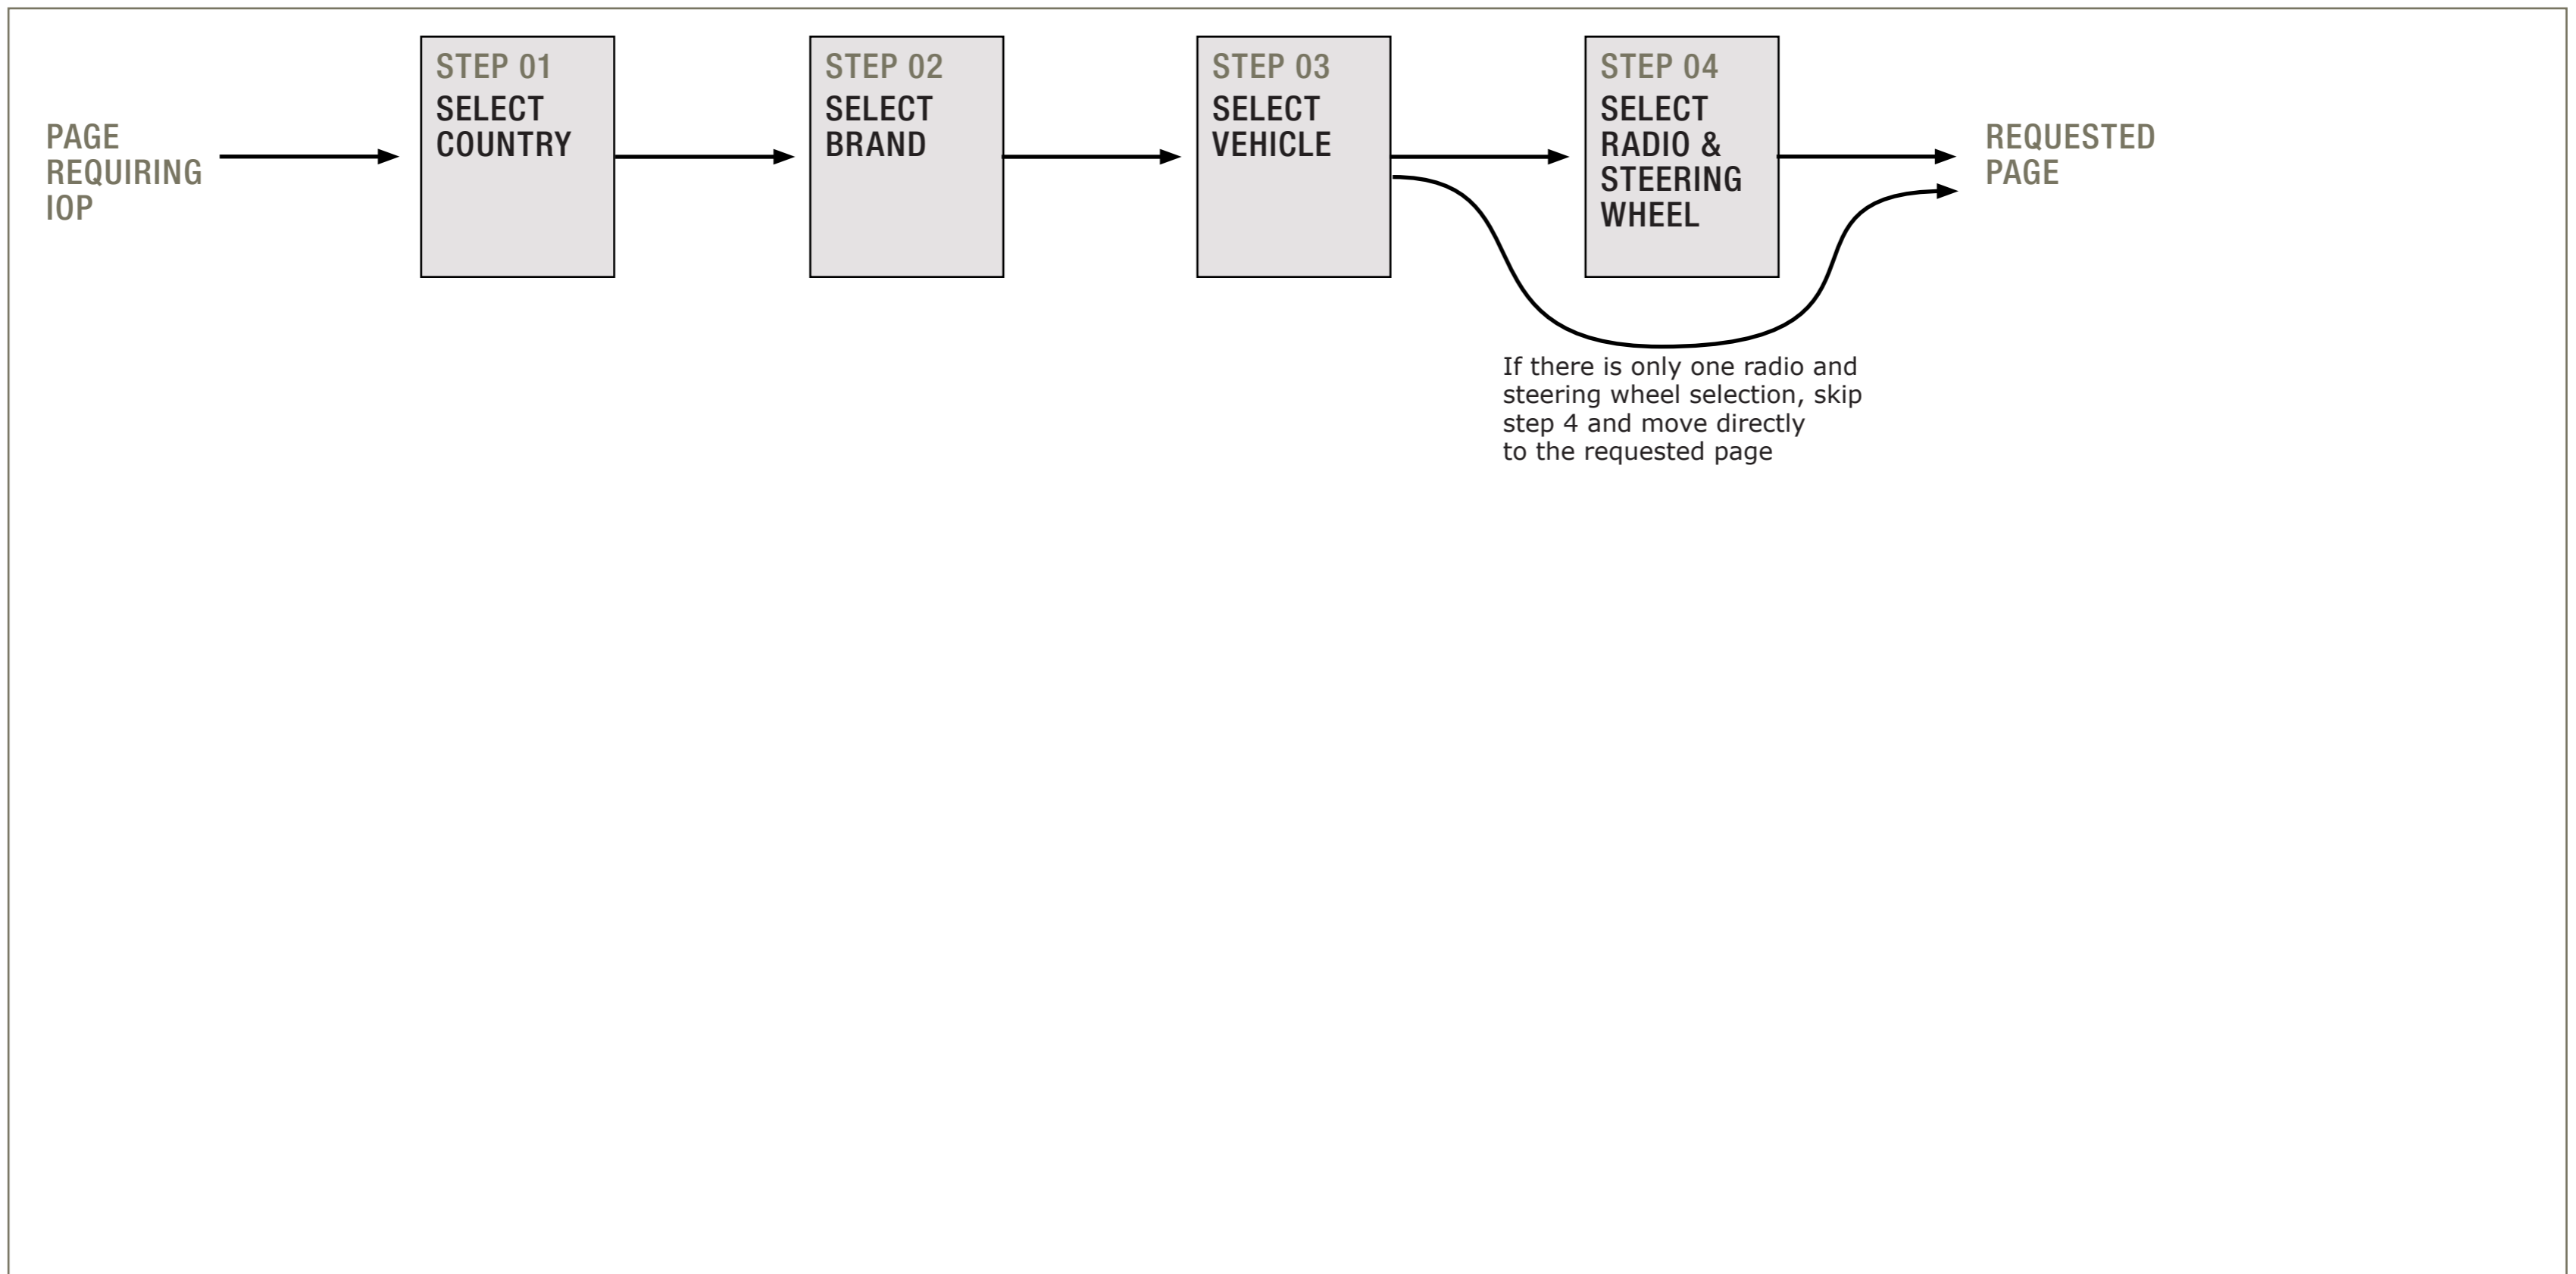 PAGE
REQUIRING
IOP
STEP 01
SELECT
COUNTRY
STEP 02
SELECT
BRAND
STEP 03
SELECT
VEHICLE
STEP 04
SELECT
RADIO &
STEERING
WHEEL
REQUESTED
PAGE
If there is only one radio and
steering wheel selection, skip
step 4 and move directly
to the requested page